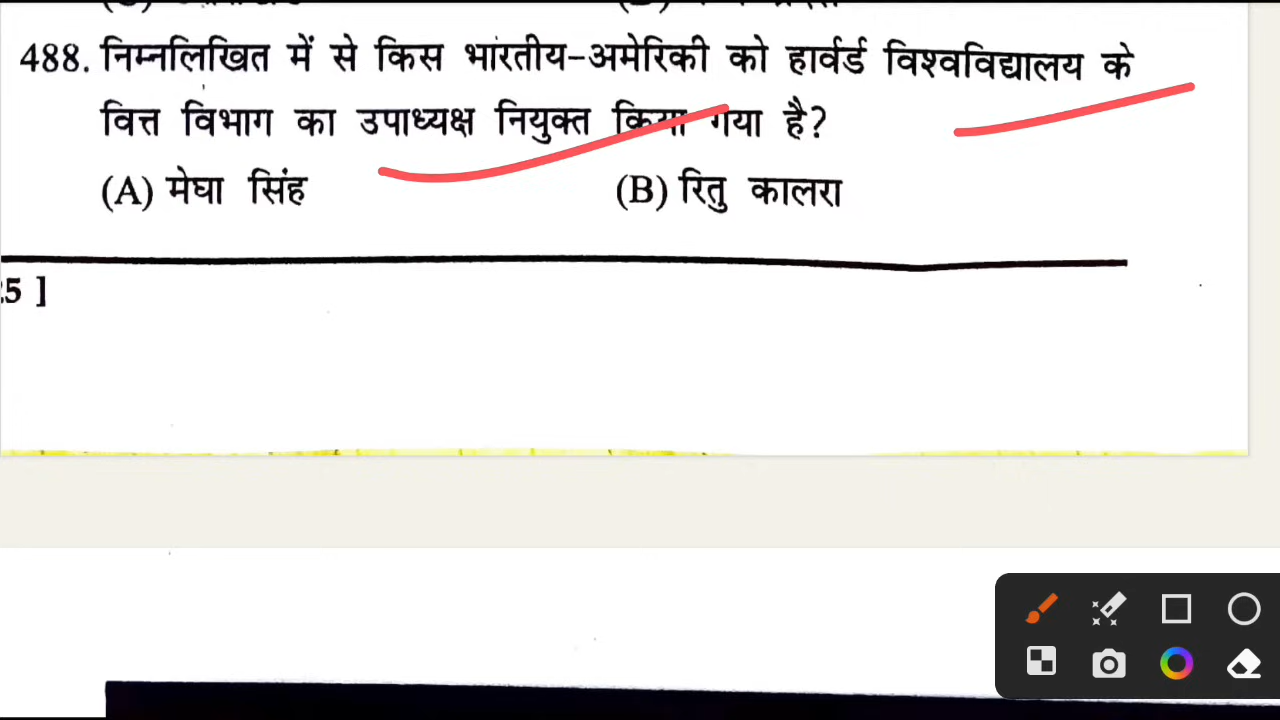 488. निम्नलिखित में से किस भारतीय-अमेरिकी को हार्वर्ड विश्वविद्यालय के
वित्त विभाग का उपाध्यक्ष नियुक्त किया गया है?
(A) मेघा सिंह (B) रितु कालरा
5 ]